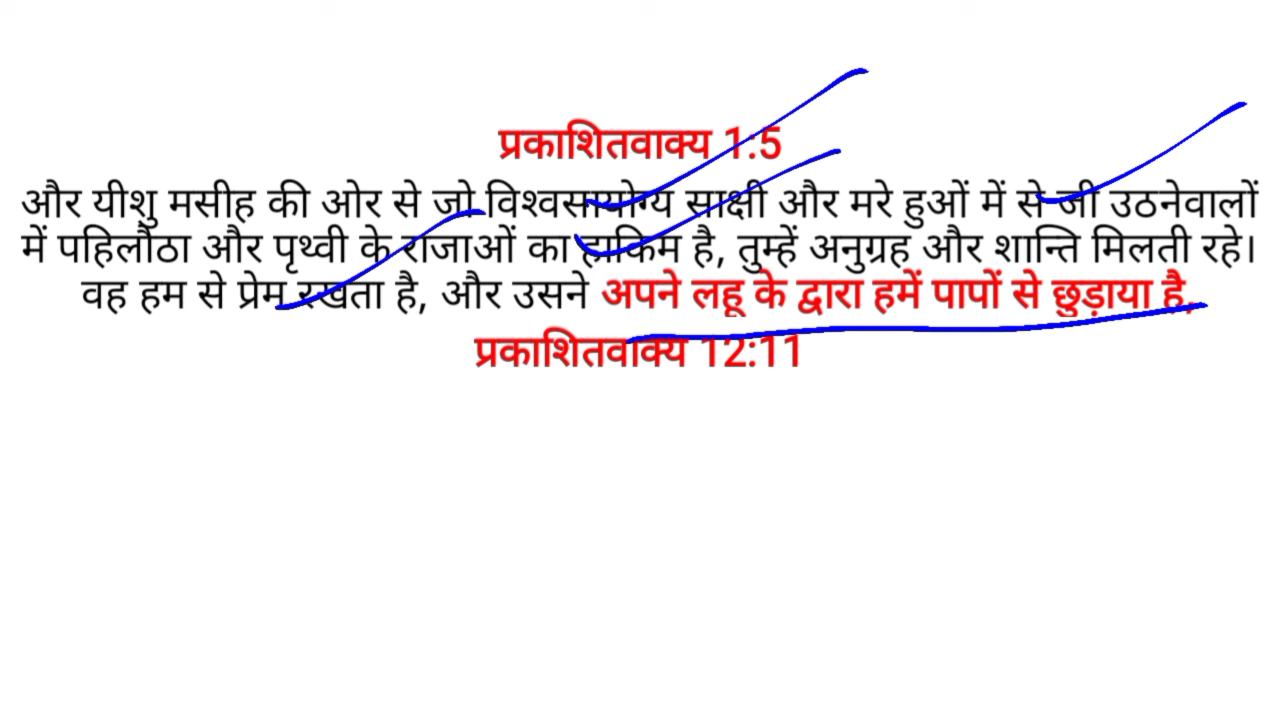 प्रकाशितवाक्य 1:5
और यीशु मसीह की ओर से जो विश्वसायोग्य साक्षी और मरे हुओं में से जी उठनेवालों
में पहिलौठा और पृथ्वी के राजाओं का हाकिम है, तुम्हें अनुग्रह और शान्ति मिलती रहे।
वह हम से प्रेम रखता है, और उसने अपने लहू के द्वारा हमें पापों से छुड़ाया है,
प्रकाशितवाक्य 12:11